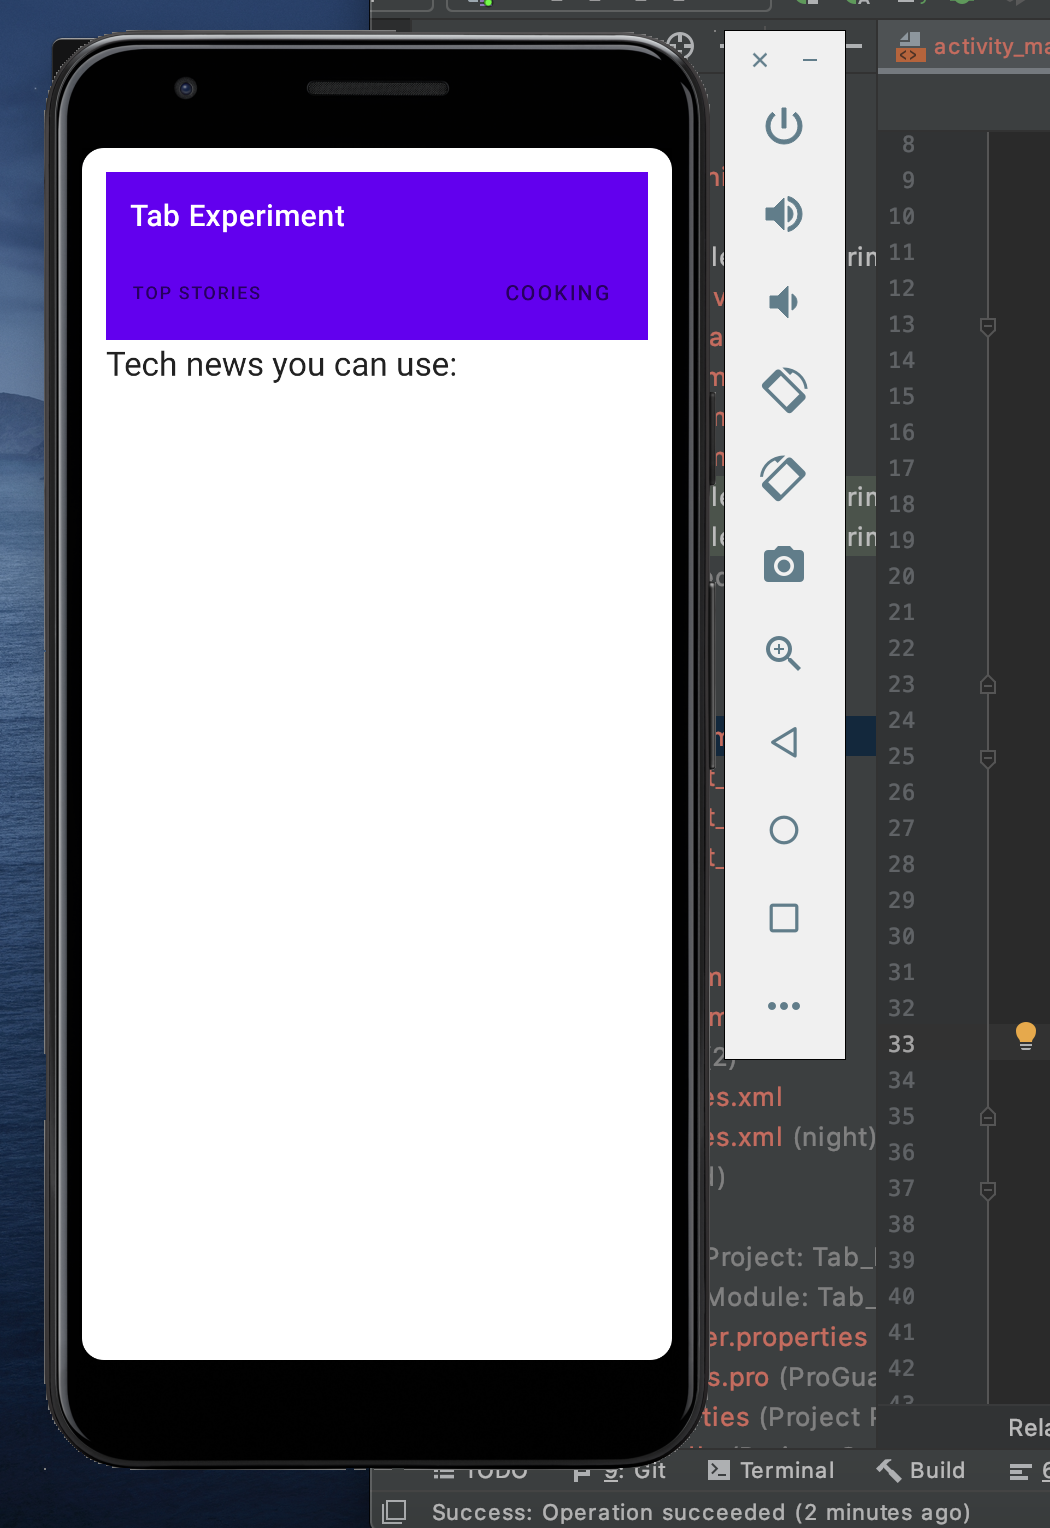 Tab Experiment
TOP STORIES
COOKING
Tech news you can use:
activity_ma
8
9
10
11
12
13
14
15
16
17
18
19
20
21
22
23
24
25
26
27
28
29
30
31
32
33
34
35
36
37
38
39
40
41
42
(2)
es.xml
es.xml (night)
Project: Tab_
Module: Tab_
er.properties
s.pro (ProGua
ties (Project P
Rela
TODO
9: Git
Terminal
Build
6
Success: Operation succeeded (2 minutes ago)